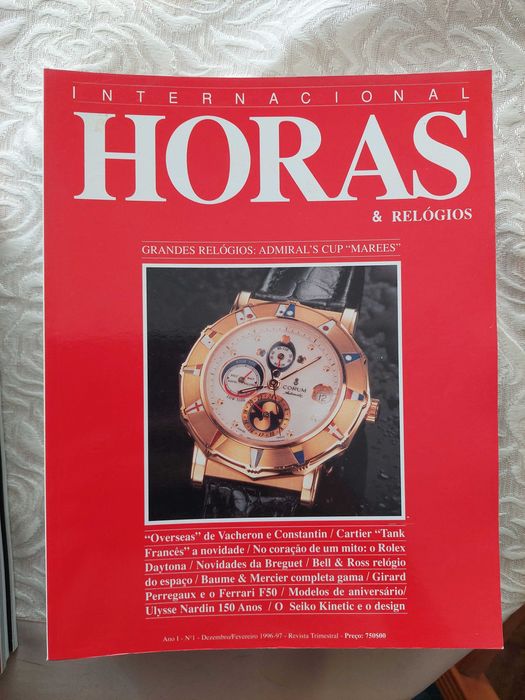 INTERNACIONAL
HORAS
& RELÓGIOS
GRANDES RELÓGIOS: ADMIRAL'S CUP "MAREES"
CORUM
Automatic
12
"Overseas" de Vacheron e Constantin / Cartier "Tank
Francês" a novidade / No coração de um mito: o Rolex
Daytona / Novidades da Breguet / Bell & Ross relógio
do espaço / Baume & Mercier completa gama / Girard
Perregaux e o Ferrari F50 / Modelos de aniversário/
Ulysse Nardin 150 Anos / O Seiko Kinetic e o design
Ano I - Nº1 - Dezembro/Fevereiro 1996-97 - Revista Trimestral - Preço: 750$00